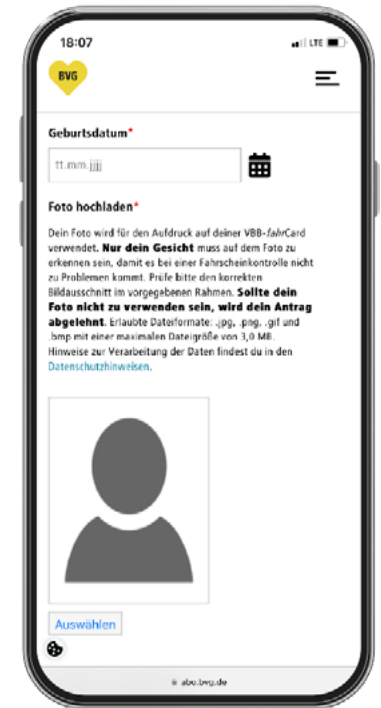 18:07
LTE
BVG
Geburtsdatum*
tt.mm.jjjj
Foto hochladen*
Dein Foto wird für den Aufdruck auf deiner VBB-fahrCard
verwendet. Nur dein Gesicht muss auf dem Foto zu
erkennen sein, damit es bei einer Fahrscheinkontrolle nicht
zu Problemen kommt. Prüfe bitte den korrekten
Bildausschnitt im vorgegebenen Rahmen. Sollte dein
Foto nicht zu verwenden sein, wird dein Antrag
abgelehnt. Erlaubte Dateiformate: .jpg, .png, .gif und
.bmp mit einer maximalen Dateigröße von 3,0 MB.
Hinweise zur Verarbeitung der Daten findest du in den
Datenschutzhinweisen.
Auswählen
abo.bvg.de